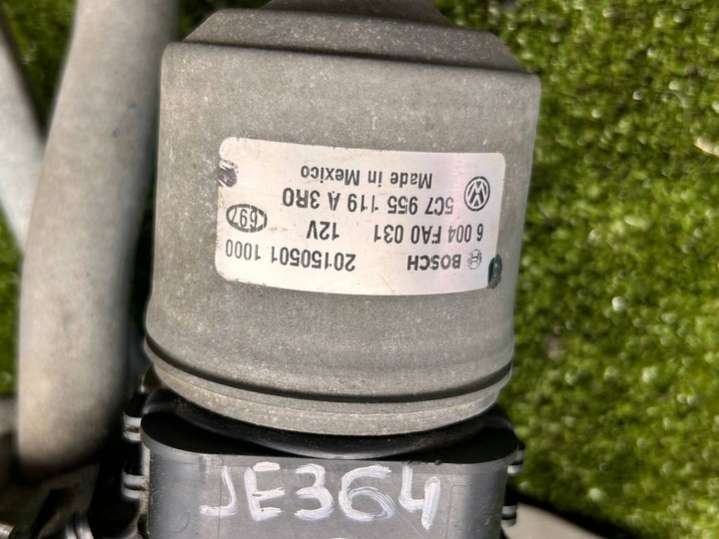 BOSCH 20150501 1000
6 004 FA0 031 12V 697
5C7 955 119 A 3R0
Made in Mexico
JE364